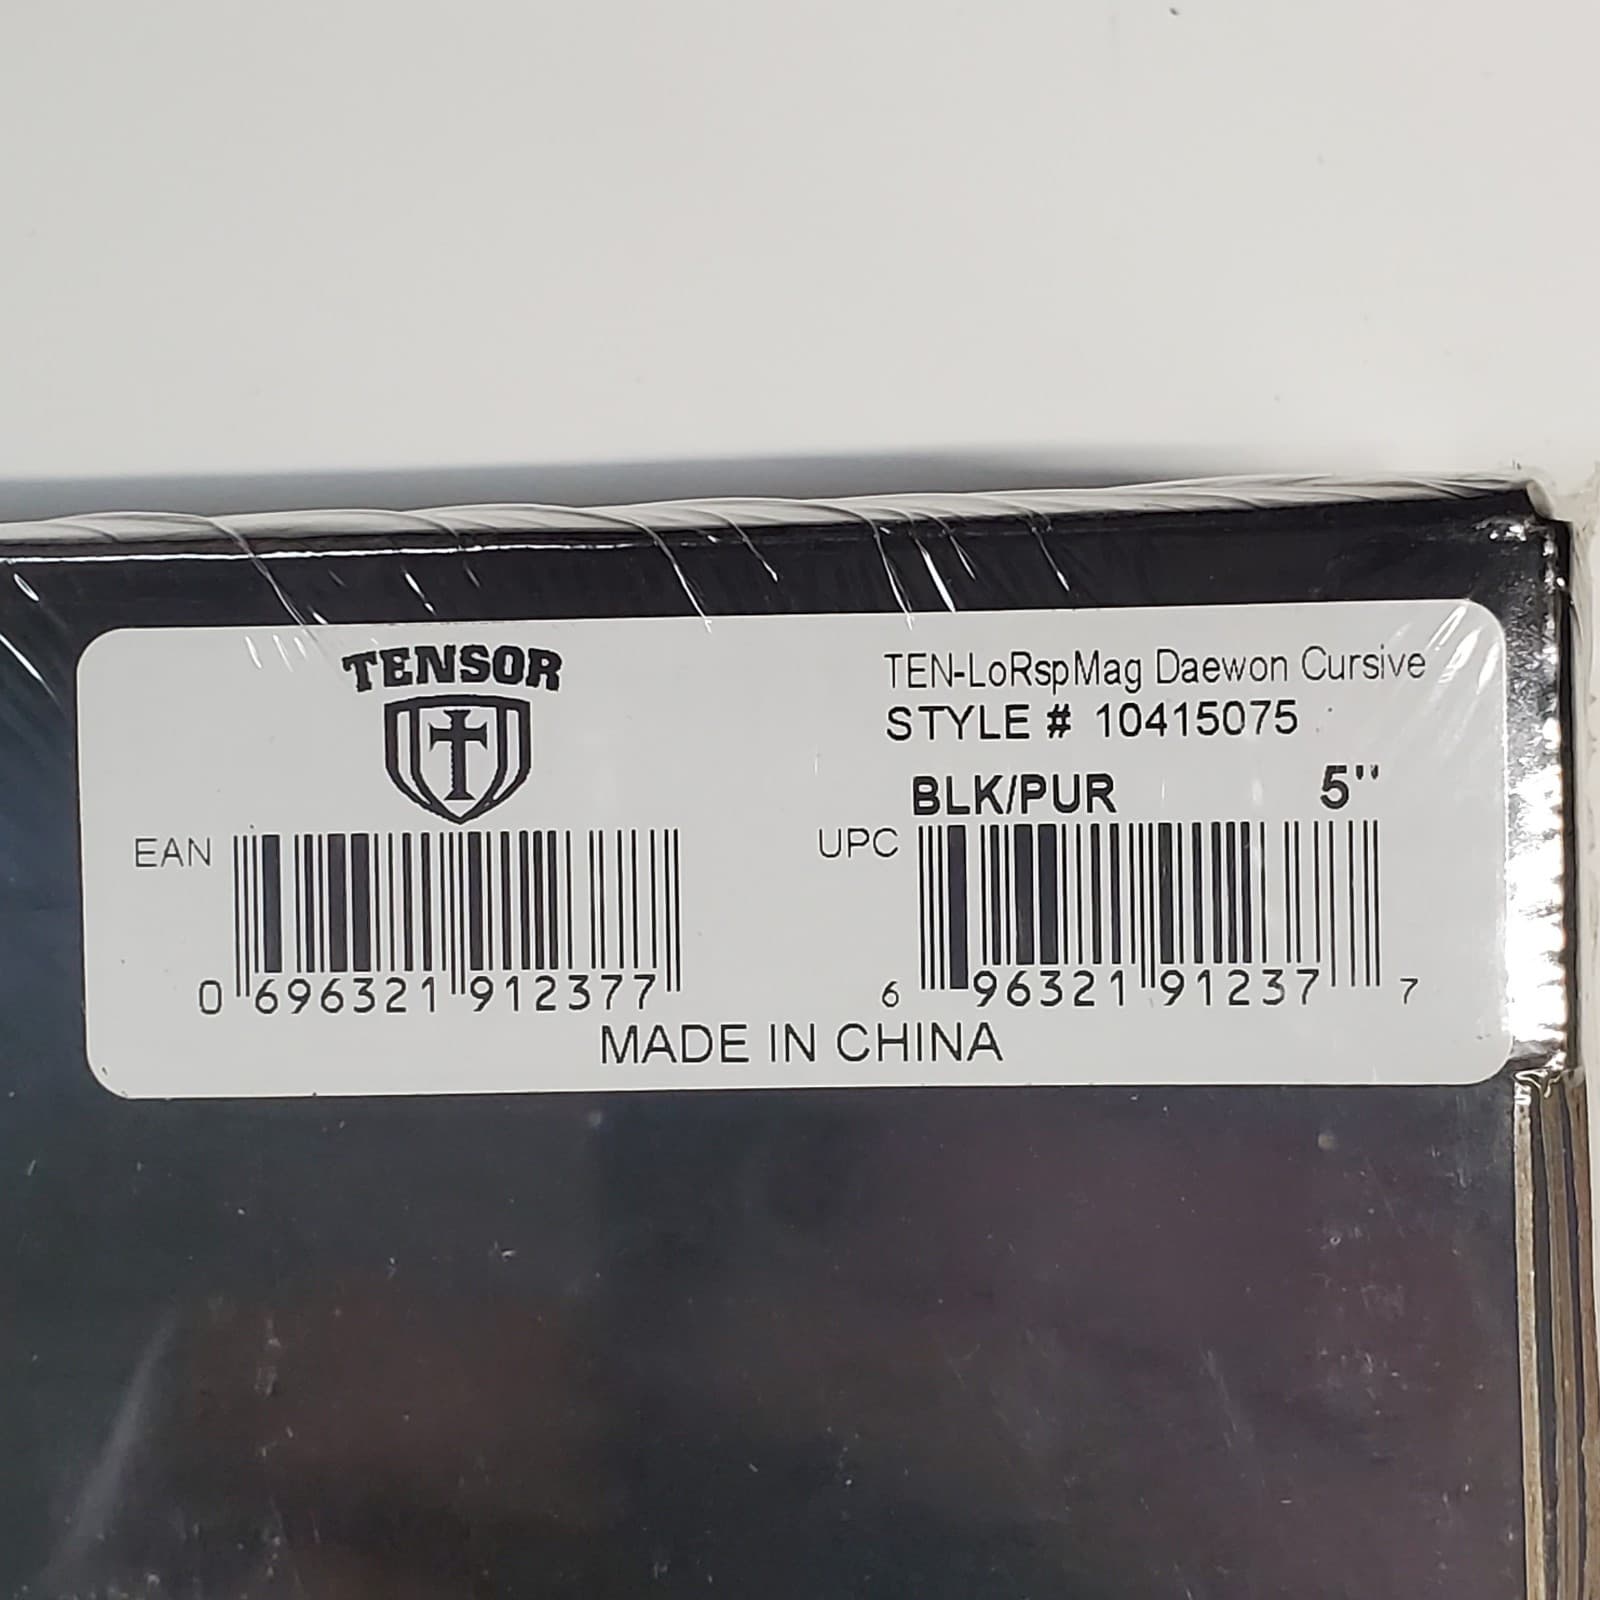 TENSOR
TEN-LoRspMag Daewon Cursive
STYLE # 10415075
BLK/PUR 5"
EAN
0 696321 912377
UPC
6 96321 91237 7
MADE IN CHINA